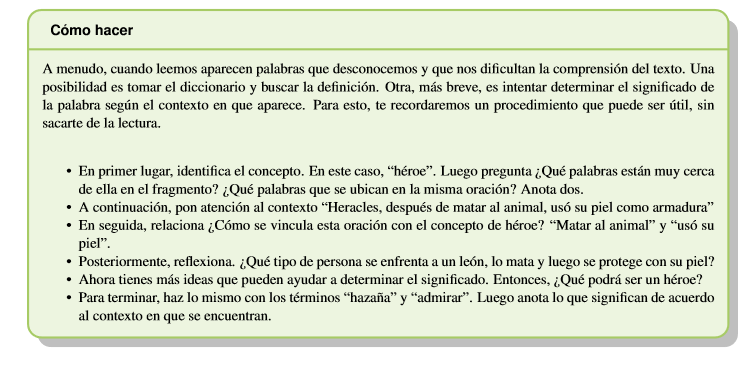 Cómo hacer
A menudo, cuando leemos aparecen palabras que desconocemos y que nos dificultan la comprensión del texto. Una
posibilidad es tomar el diccionario y buscar la definición. Otra, más breve, es intentar determinar el significado de
la palabra según el contexto en que aparece. Para esto, te recordaremos un procedimiento que puede ser útil, sin
sacarte de la lectura.
• En primer lugar, identifica el concepto. En este caso, “héroe”. Luego pregunta ¿Qué palabras están muy cerca
de ella en el fragmento? ¿Qué palabras que se ubican en la misma oración? Anota dos.
• A continuación, pon atención al contexto “Heracles, después de matar al animal, usó su piel como armadura”
• En seguida, relaciona ¿Cómo se vincula esta oración con el concepto de héroe? “Matar al animal” y “usó su
piel”.
• Posteriormente, reflexiona. ¿Qué tipo de persona se enfrenta a un león, lo mata y luego se protege con su piel?
• Ahora tienes más ideas que pueden ayudar a determinar el significado. Entonces, ¿Qué podrá ser un héroe?
• Para terminar, haz lo mismo con los términos “hazaña” y “admirar”. Luego anota lo que significan de acuerdo
al contexto en que se encuentran.